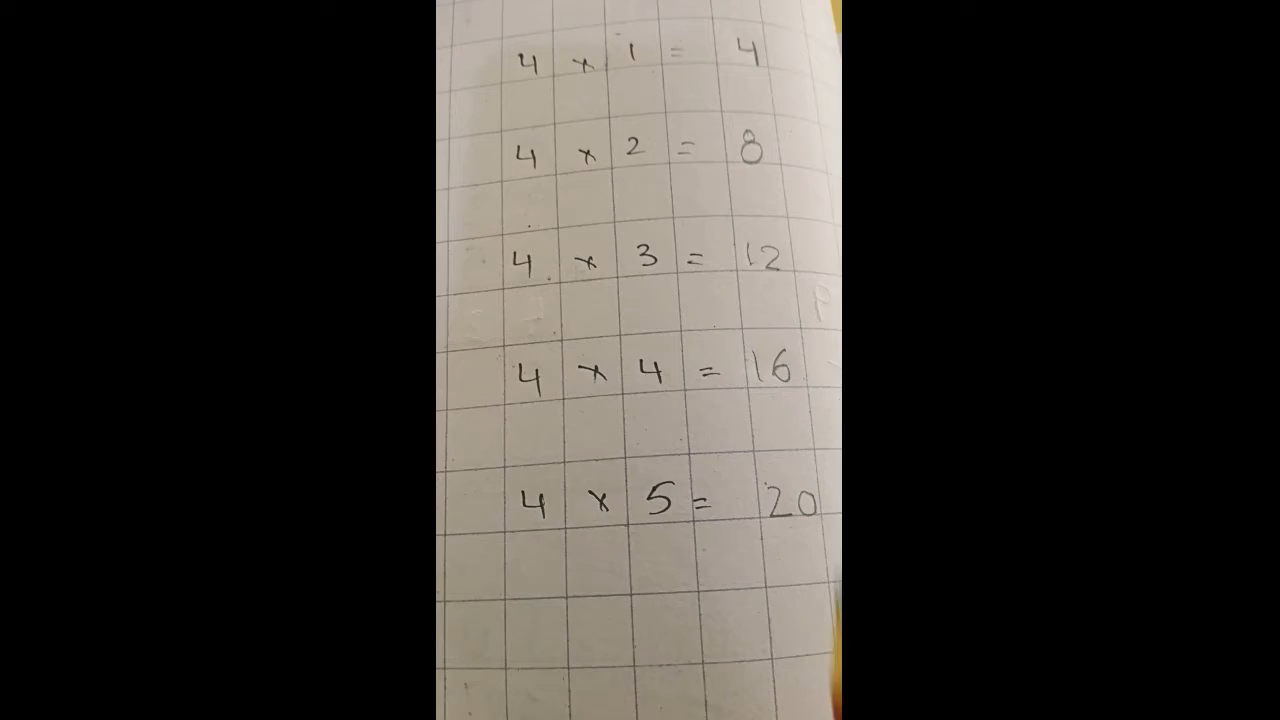 4 × 1 = 4
4 × 2 = 8
4 × 3 = 12
4 × 4 = 16
4 × 5 = 20